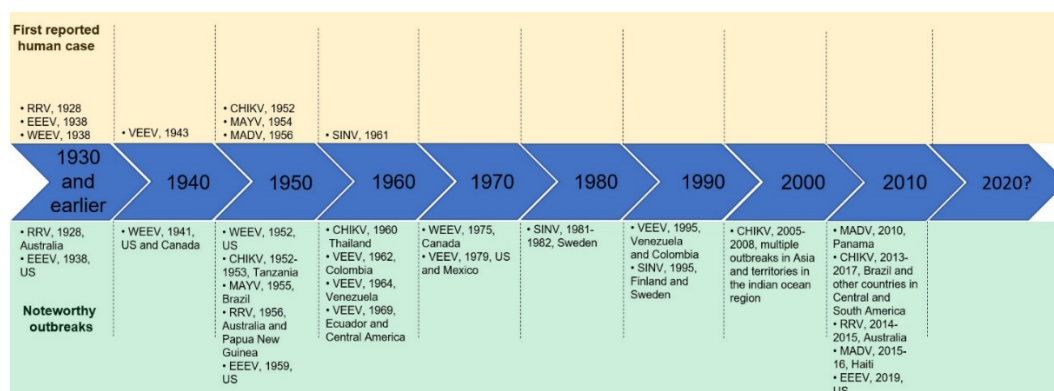 First reported
human case
• RRV, 1928
• EEEV, 1938
• WEEV, 1938
• VEEV, 1943
• CHIKV, 1952
• MAYV, 1954
• MADV, 1956
• SINV, 1961
1930
and
earlier
1940
1950
1960
1970
1980
1990
2000
2010
2020?
• RRV, 1928,
Australia
• EEEV, 1938,
US
• WEEV, 1941,
US and Canada
• WEEV, 1952,
US
• CHIKV, 1952-
1953, Tanzania
• MAYV, 1955,
Brazil
• RRV, 1956,
Australia and
Papua New
Guinea
• EEEV, 1959,
US
• CHIKV, 1960
Thailand
• VEEV, 1962,
Colombia
• VEEV, 1964,
Venezuela
• VEEV, 1969,
Ecuador and
Central America
• WEEV, 1975,
Canada
• VEEV, 1979, US
and Mexico
• SINV, 1981-
1982, Sweden
• VEEV, 1995,
Venezuela
and Colombia
• SINV, 1995,
Finland and
Sweden
• CHIKV, 2005-
2008, multiple
outbreaks in Asia
and territories in
the indian ocean
region
• MADV, 2010,
Panama
• CHIKV, 2013-
2017, Brazil and
other countries in
Central and
South America
• RRV, 2014-
2015, Australia
• MADV, 2015-
16, Haiti
• EEEV, 2019,
US
Noteworthy
outbreaks